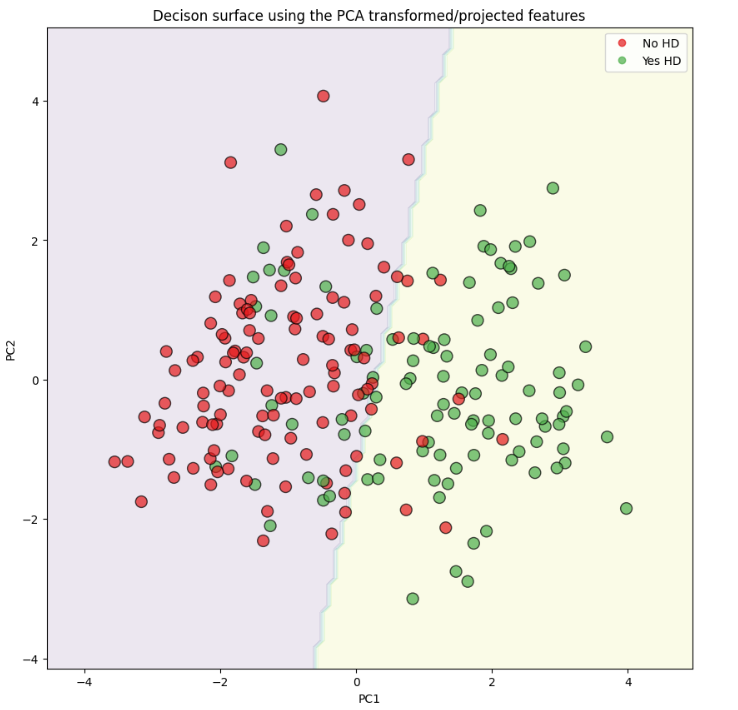 Decison surface using the PCA transformed/projected features
No HD
Yes HD
4
2
0
−2
−4
PC2
−4
−2
0
2
4
PC1